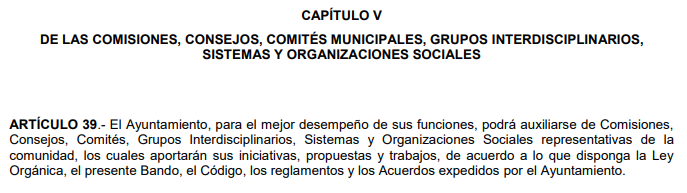 CAPÍTULO V
DE LAS COMISIONES, CONSEJOS, COMITÉS MUNICIPALES, GRUPOS INTERDISCIPLINARIOS,
SISTEMAS Y ORGANIZACIONES SOCIALES
ARTÍCULO 39.- El Ayuntamiento, para el mejor desempeño de sus funciones, podrá auxiliarse de Comisiones,
Consejos, Comités, Grupos Interdisciplinarios, Sistemas y Organizaciones Sociales representativas de la
comunidad, los cuales aportarán sus iniciativas, propuestas y trabajos, de acuerdo a lo que disponga la Ley
Orgánica, el presente Bando, el Código, los reglamentos y los Acuerdos expedidos por el Ayuntamiento.